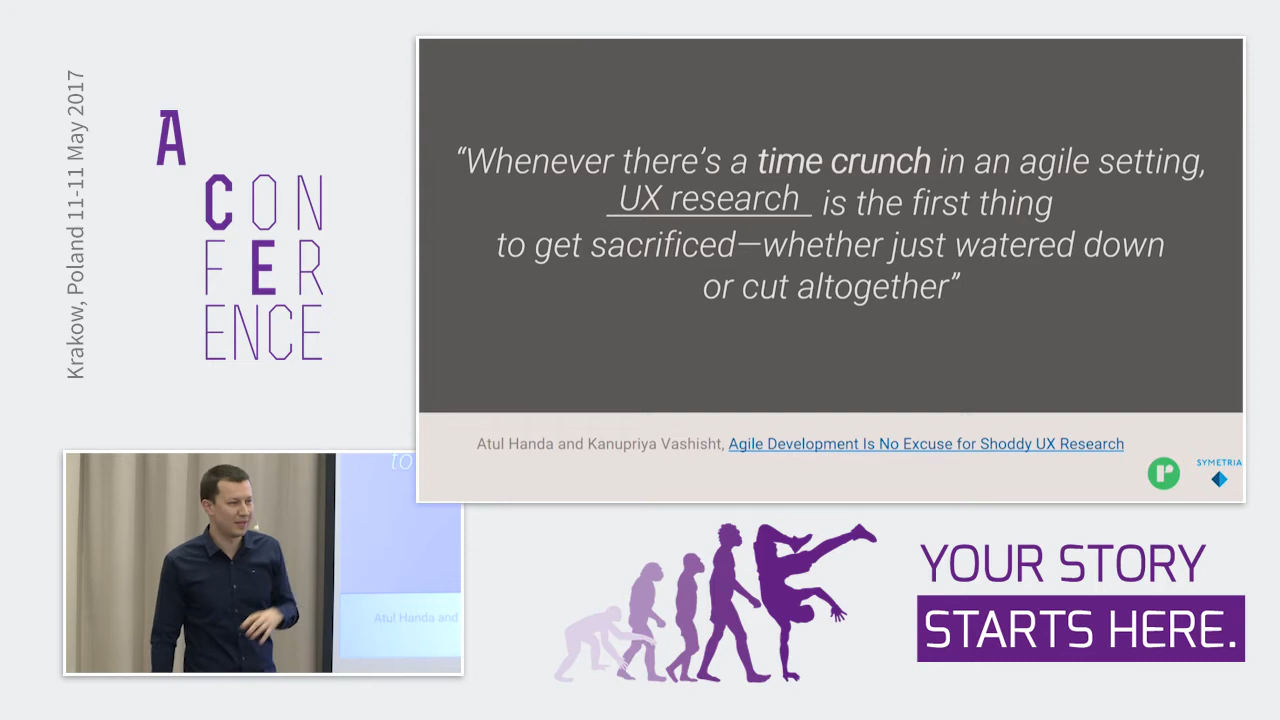 Krakow, Poland 11-11 May 2017
A
CON
FER
ENCE
“Whenever there’s a time crunch in an agile setting,
UX research is the first thing
to get sacrificed—whether just watered down
or cut altogether”
Atul Handa and Kanupriya Vashisht, Agile Development Is No Excuse for Shoddy UX Research
r
SYMETRIA
to
Atul Handa and
YOUR STORY
STARTS HERE.